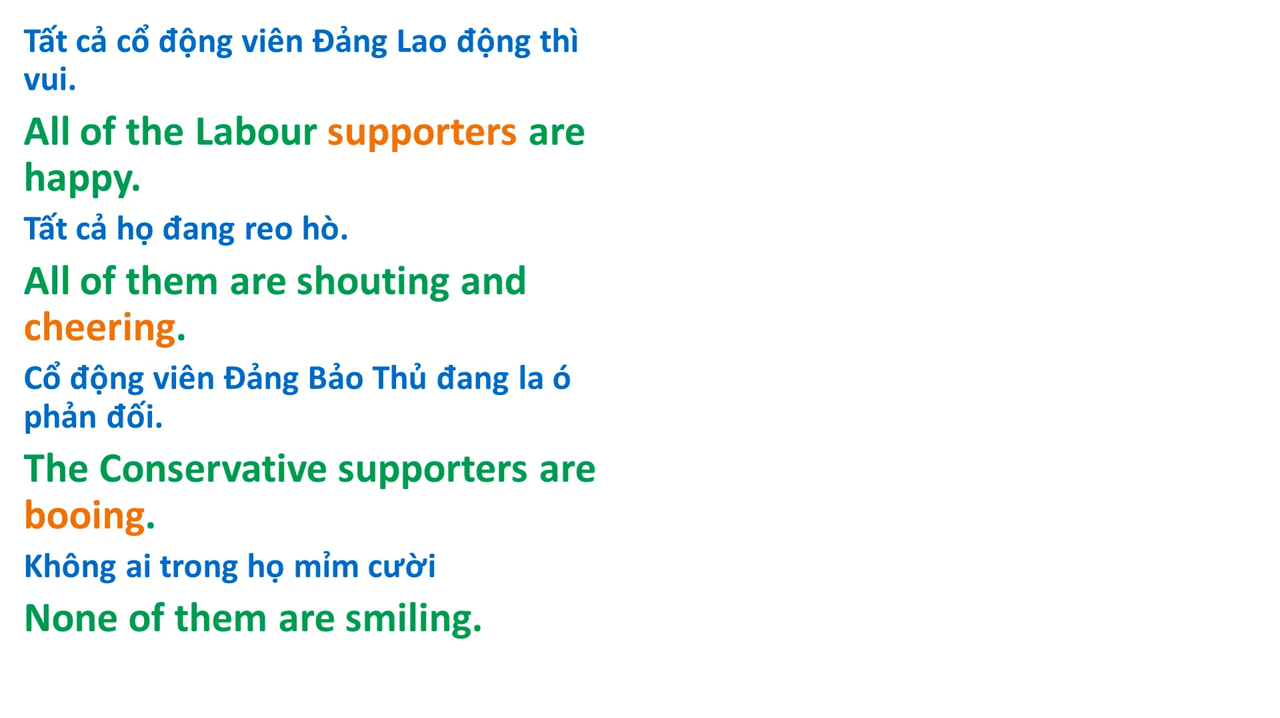 Tất cả cổ động viên Đảng Lao động thì
vui.
All of the Labour supporters are
happy.
Tất cả họ đang reo hò.
All of them are shouting and
cheering.
Cổ động viên Đảng Bảo Thủ đang la ó
phản đối.
The Conservative supporters are
booing.
Không ai trong họ mỉm cười
None of them are smiling.